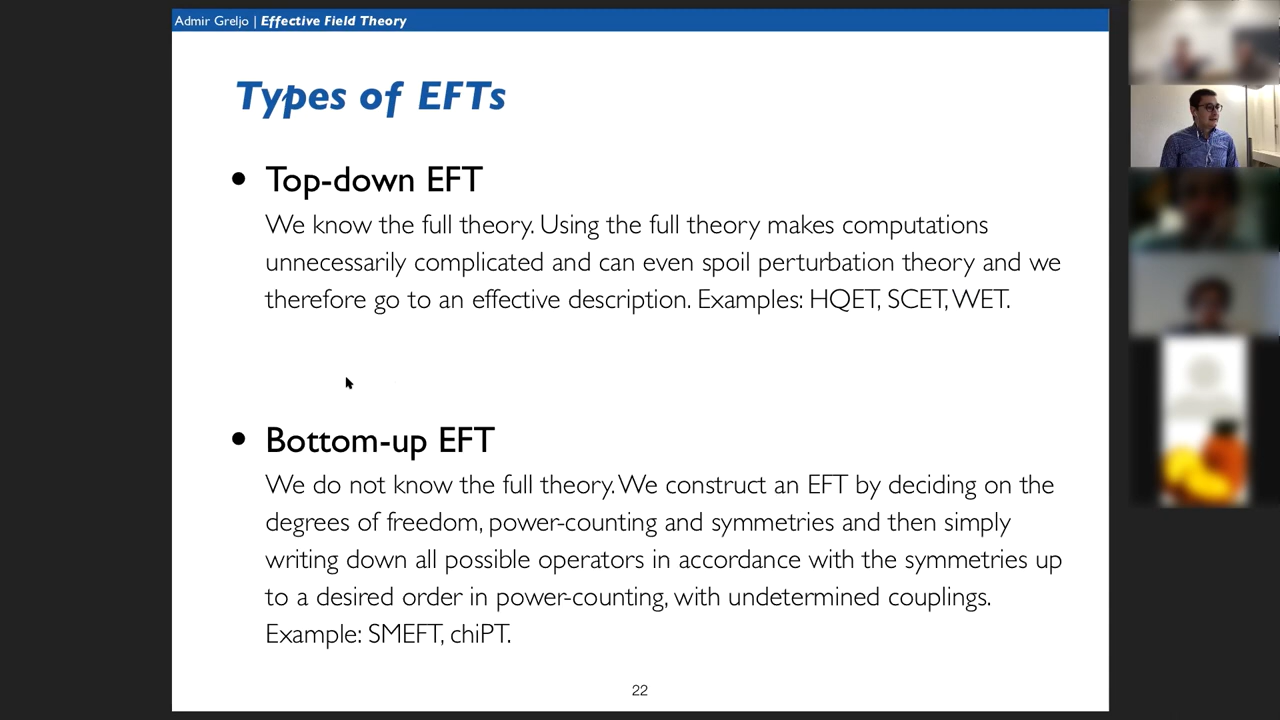 Admir Greljo | Effective Field Theory
Types of EFTs
• Top-down EFT
We know the full theory. Using the full theory makes computations
unnecessarily complicated and can even spoil perturbation theory and we
therefore go to an effective description. Examples: HQET, SCET, WET.
• Bottom-up EFT
We do not know the full theory. We construct an EFT by deciding on the
degrees of freedom, power-counting and symmetries and then simply
writing down all possible operators in accordance with the symmetries up
to a desired order in power-counting, with undetermined couplings.
Example: SMEFT, chiPT.
22